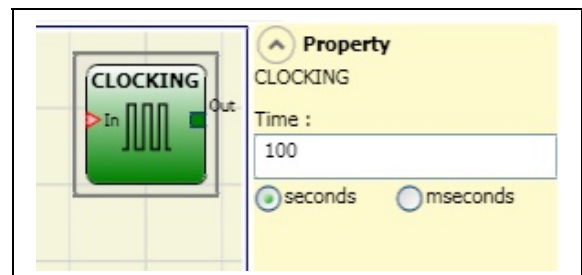 CLOCKING
In
Out
Property
CLOCKING
Time :
100
seconds
mseconds